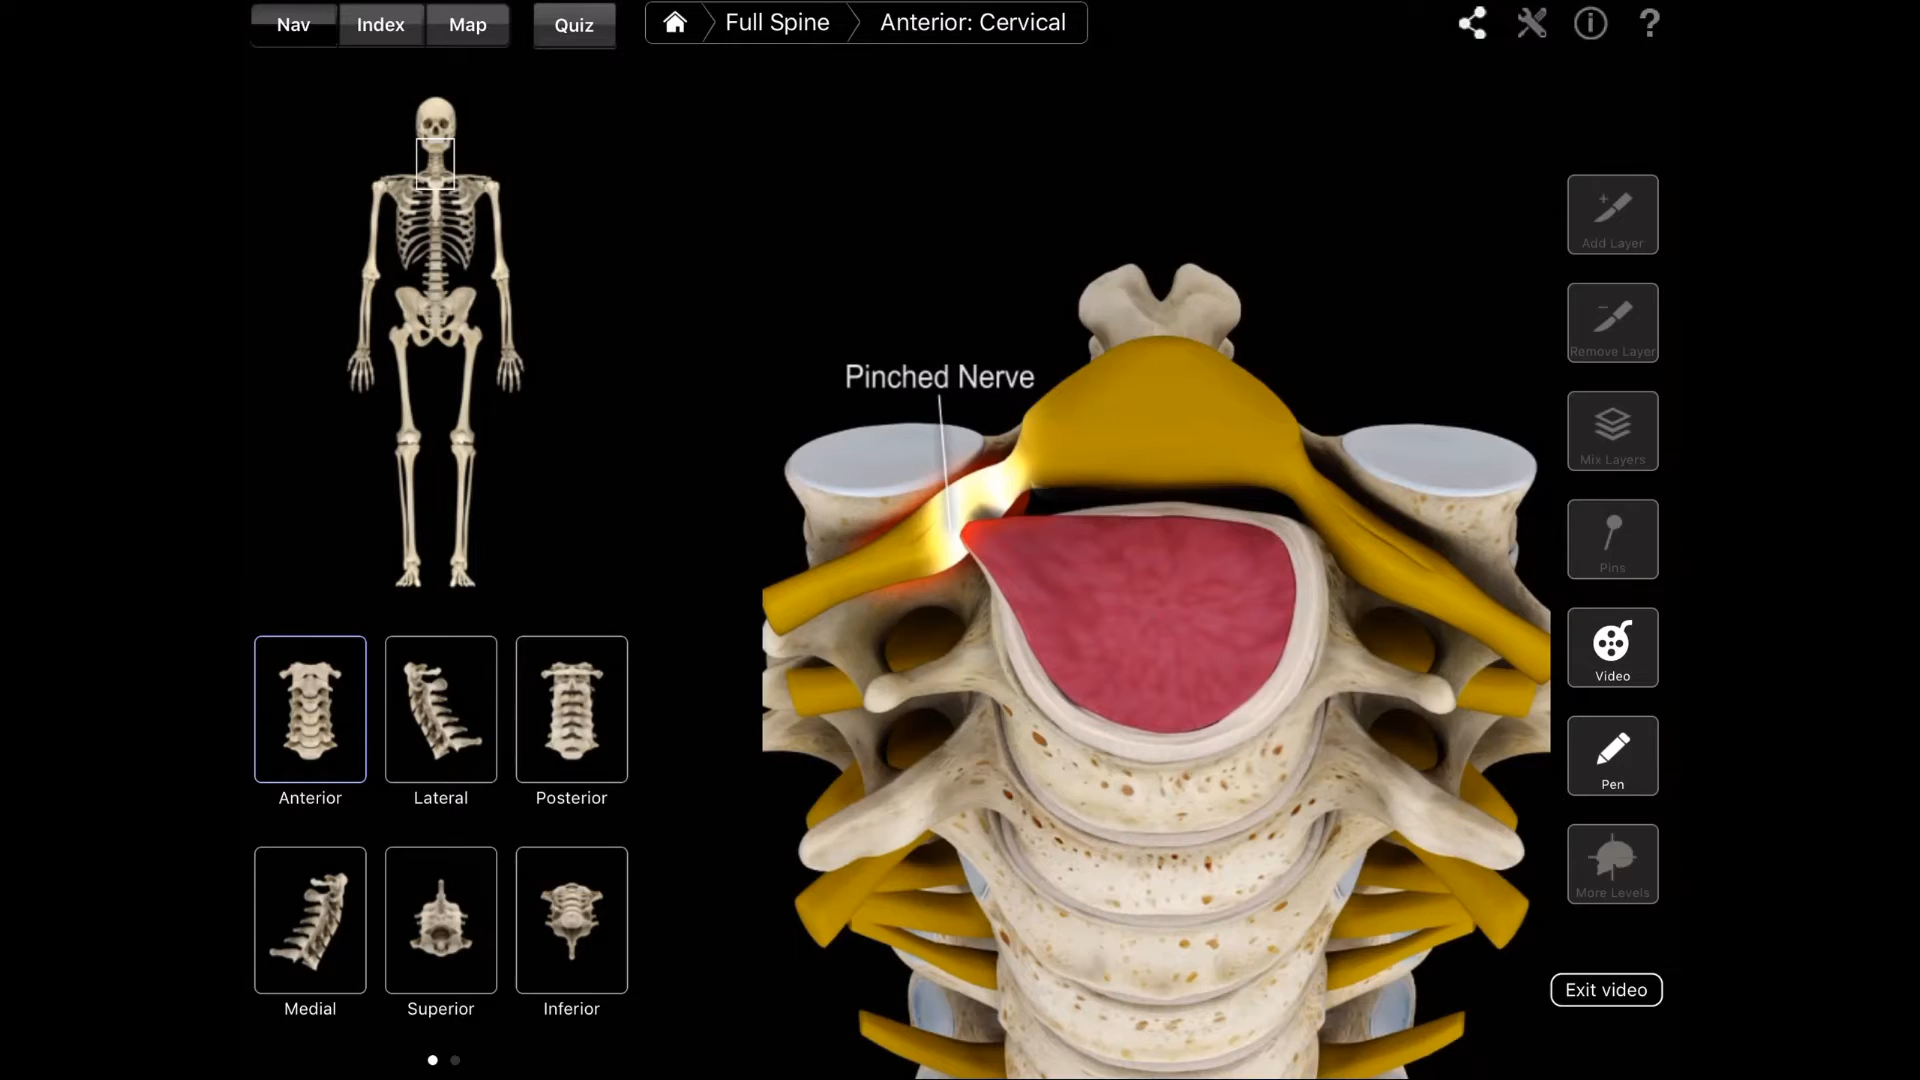 Nav
Index
Map
Quiz
Full Spine
Anterior: Cervical
?
Pinched Nerve
Add Layer
Remove Layer
Mix Layers
Pins
Video
Pen
More Levels
Exit video
Anterior
Lateral
Posterior
Medial
Superior
Inferior